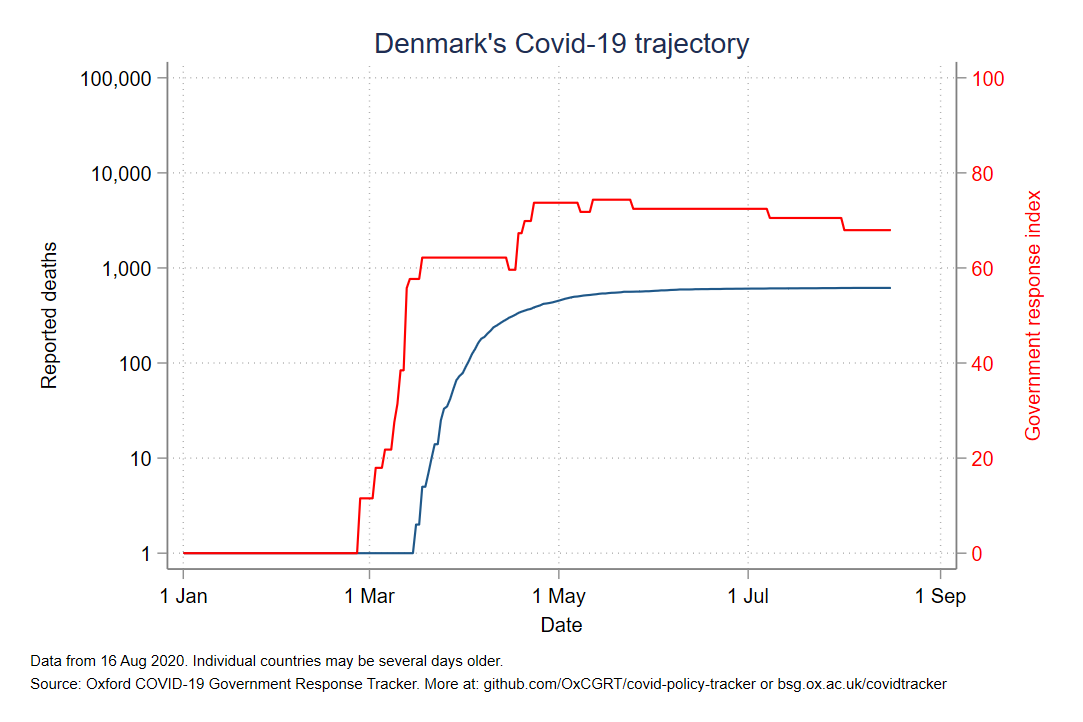 Denmark's Covid-19 trajectory
100,000
10,000
1,000
100
10
1
Reported deaths
100
80
60
40
20
0
Government response index
1 Jan
1 Mar
1 May
1 Jul
1 Sep
Date
Data from 16 Aug 2020. Individual countries may be several days older.
Source: Oxford COVID-19 Government Response Tracker. More at: github.com/OxCGRT/covid-policy-tracker or bsg.ox.ac.uk/covidtracker